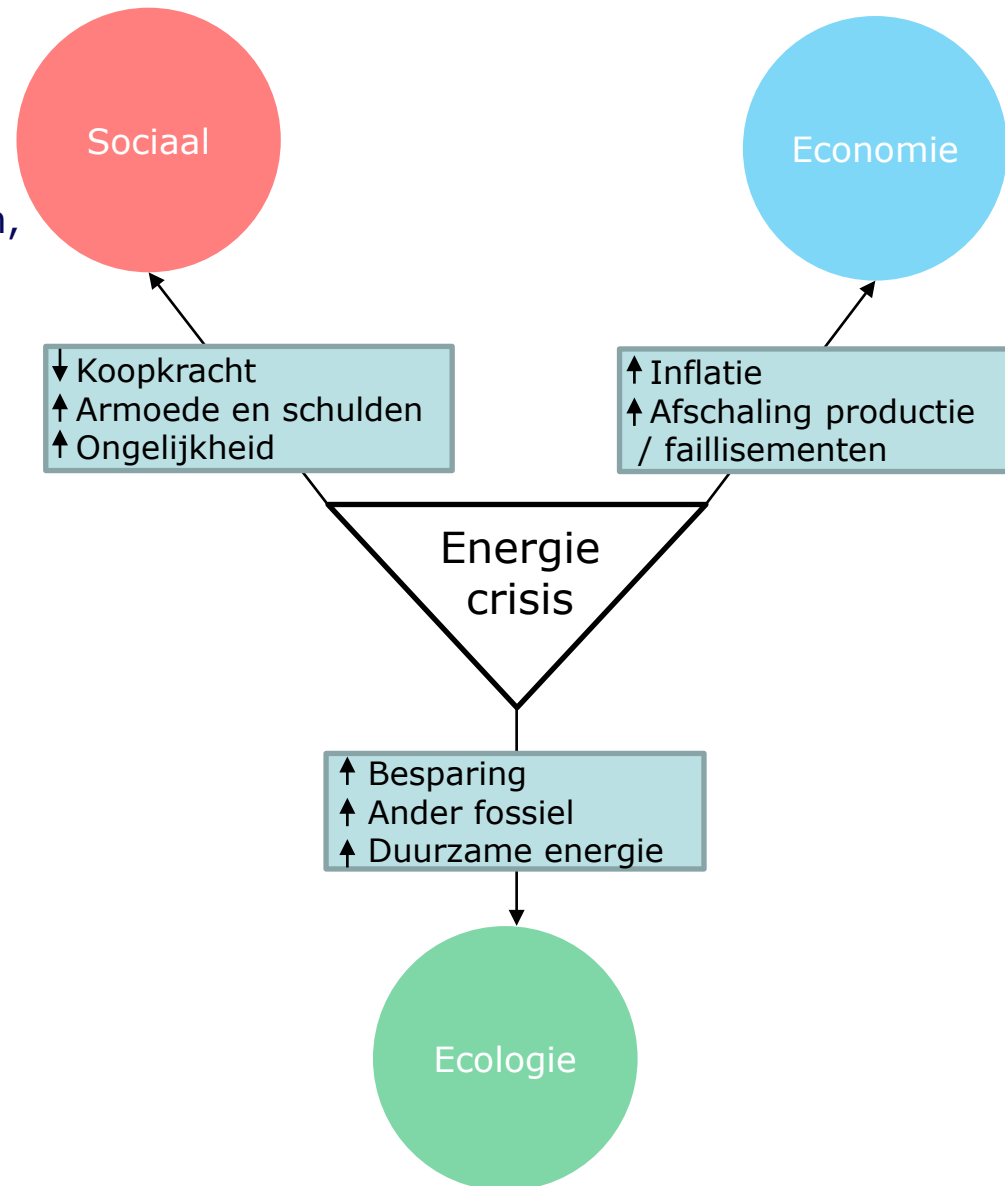 Sociaal
Economie
n,
↓ Koopkracht
↑ Armoede en schulden
↑ Ongelijkheid
↑ Inflatie
↑ Afschaling productie
/ faillisementen
Energie
crisis
↑ Besparing
↑ Ander fossiel
↑ Duurzame energie
Ecologie